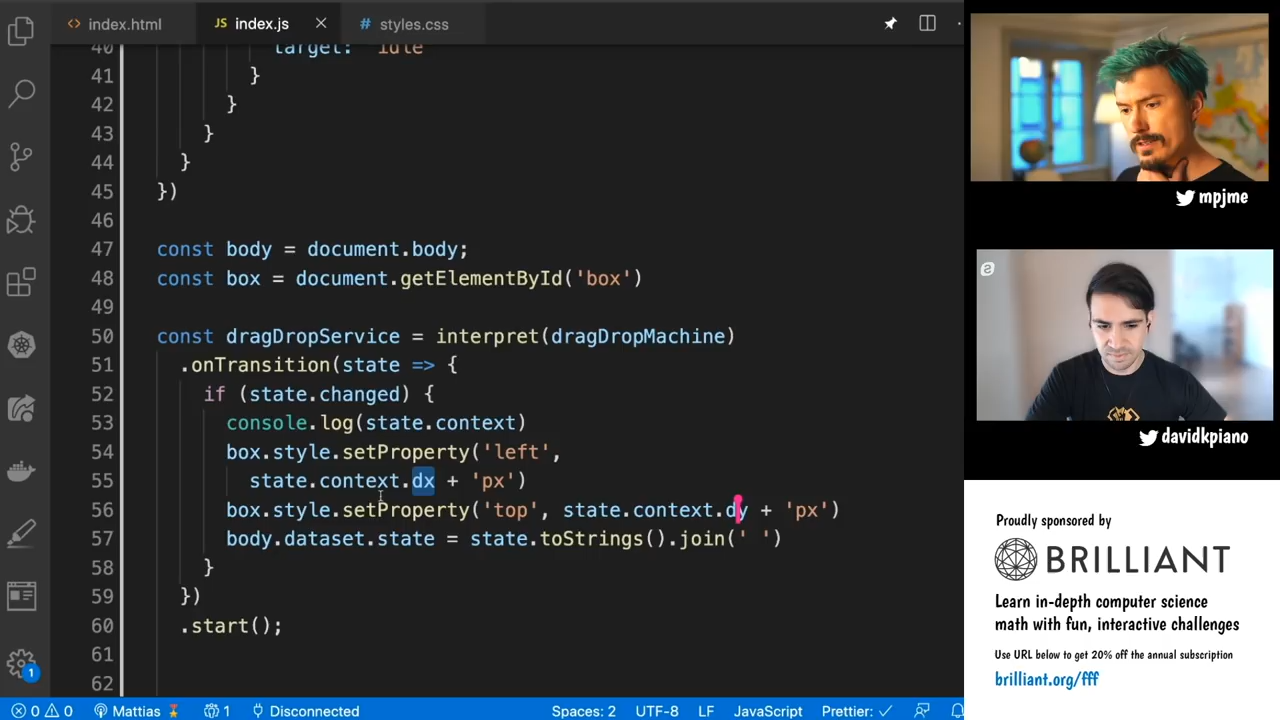 index.html
JS index.js
# styles.css
40 target: 'idle'
41 }
42 }
43 }
44 }
45 })
46
47 const body = document.body;
48 const box = document.getElementById('box')
49
50 const dragDropService = interpret(dragDropMachine)
51 .onTransition(state => {
52 if (state.changed) {
53 console.log(state.context)
54 box.style.setProperty('left',
55 state.context.dx + 'px')
56 box.style.setProperty('top', state.context.dy + 'px')
57 body.dataset.state = state.toStrings().join(' ')
58 }
59 })
60 .start();
61
62
1
0 0 Mattias 1 Disconnected Spaces: 2 UTF-8 LF JavaScript Prettier: ✓
mpjme
davidkpiano
Proudly sponsored by
BRILLIANT
Learn in-depth computer science
math with fun, interactive challenges
Use URL below to get 20% off the annual subscription
brilliant.org/fff